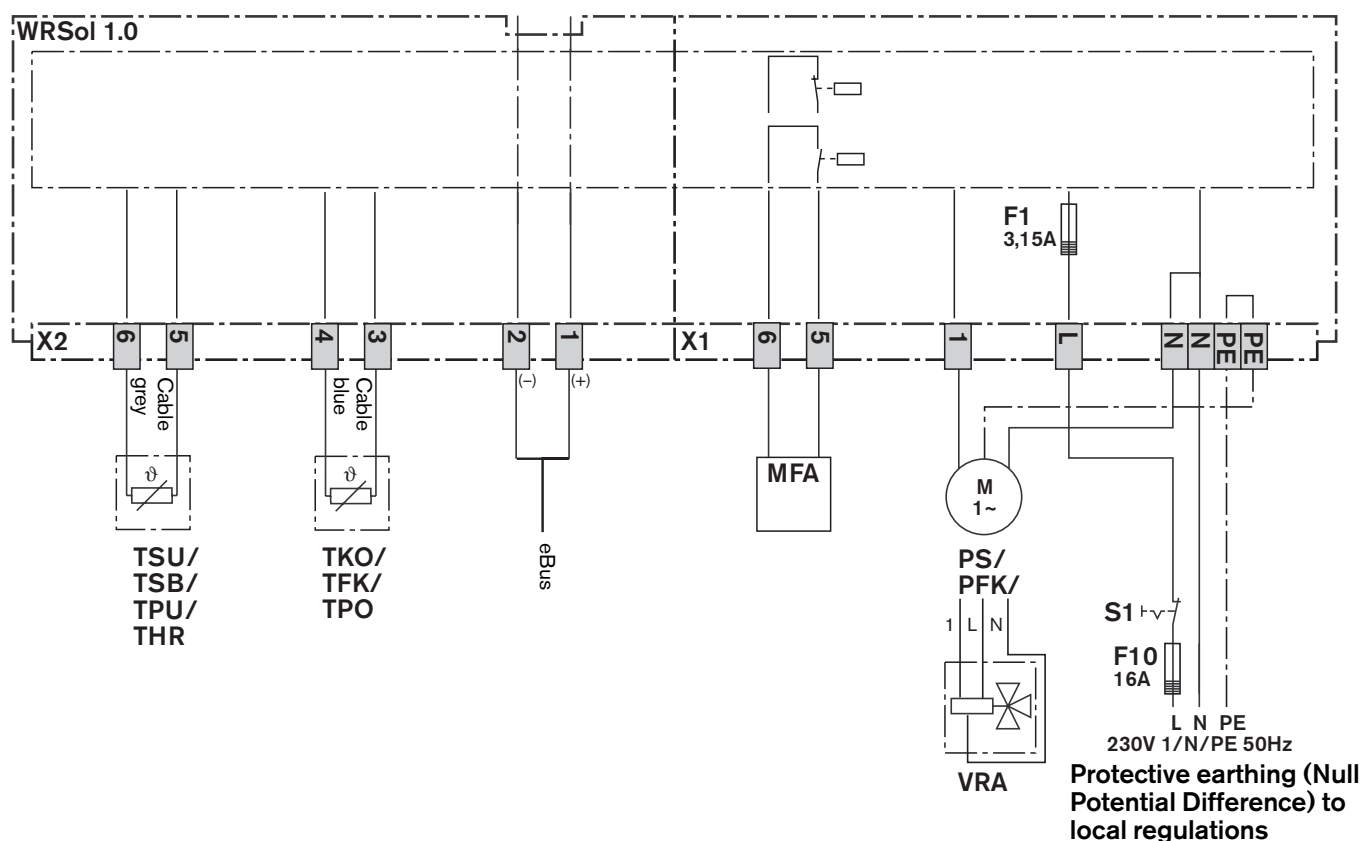 WRSol 1.0
F1
3,15A
X2
6
5
4
3
2
1
X1
6
5
1
L
N
N
PE
PE
(–)
(+)
Cable
grey
Cable
blue
ϑ
ϑ
MFA
M
1~
TSU/
TSB/
TPU/
THR
TKO/
TFK/
TPO
eBus
PS/
PFK/
1 L N
VRA
S1
F10
16A
L N PE
230V 1/N/PE 50Hz
Protective earthing (Null
Potential Difference) to
local regulations